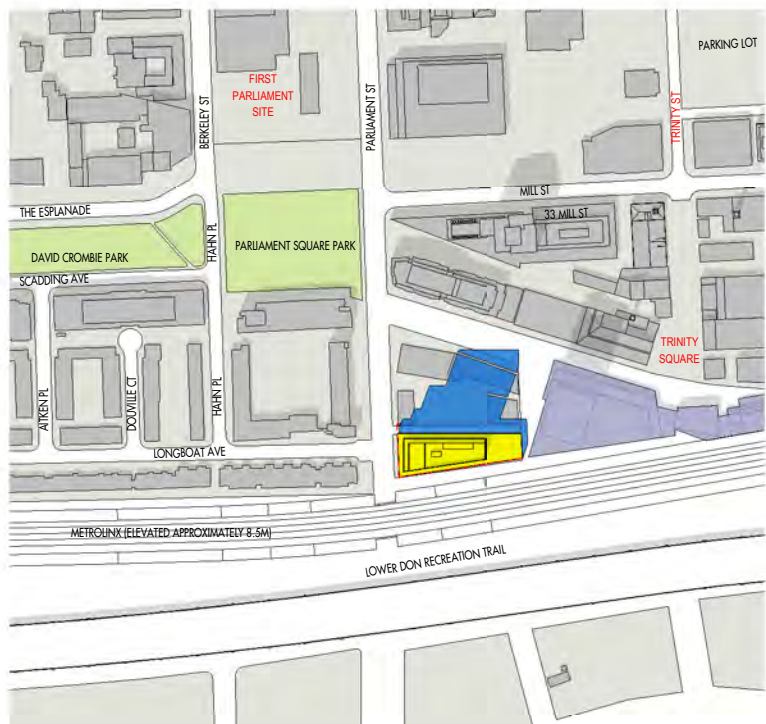 PARKING LOT
FIRST
PARLIAMENT
SITE
BERKELEY ST
PARLIAMENT ST
TRINITY ST
MILL ST
THE ESPLANADE
33 MILL ST
HAHN PL
PARLIAMENT SQUARE PARK
DAVID CROMBIE PARK
SCADDING AVE
TRINITY
SQUARE
AITKEN PL
DOUVILLE CT
HAHN PL
LONGBOAT AVE
METROLINX (ELEVATED APPROXIMATELY 8.5M)
LOWER DON RECREATION TRAIL